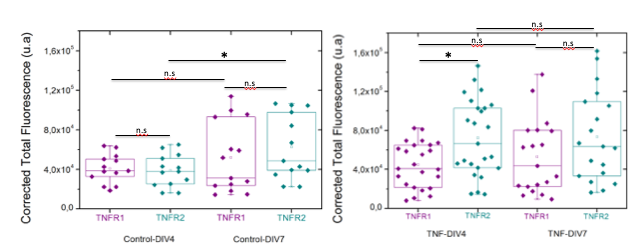 Corrected Total Fluorescence (u.a)
1,6x10⁵
1,2x10⁵
8,0x10⁴
4,0x10⁴
0,0
n.s
*
n.s
n.s
n.s
TNFR1 TNFR2 TNFR1 TNFR2
Control-DIV4 Control-DIV7
Corrected Total Fluorescence (u.a)
1,6x10⁵
1,2x10⁵
8,0x10⁴
4,0x10⁴
0,0
n.s
n.s
n.s
*
TNFR1 TNFR2 TNFR1 TNFR2
TNF-DIV4 TNF-DIV7